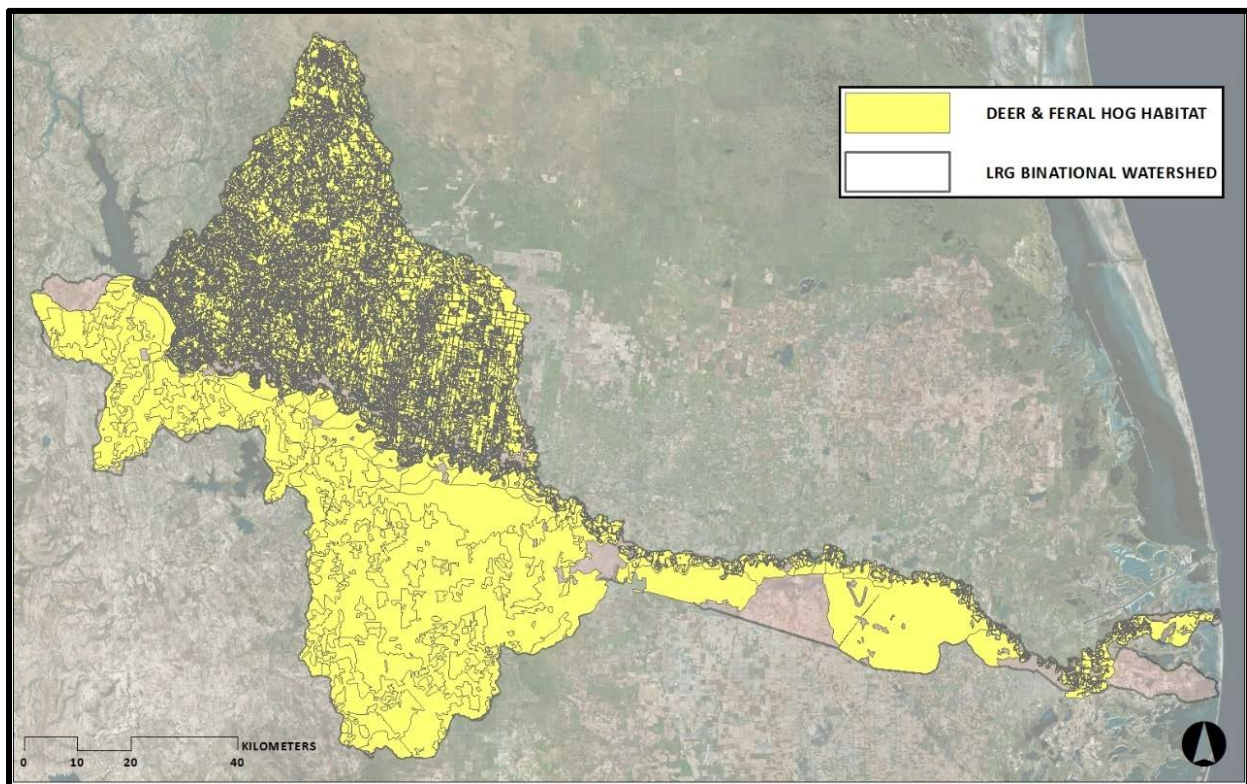 DEER & FERAL HOG HABITAT
LRG BINATIONAL WATERSHED
KILOMETERS
0 10 20 40